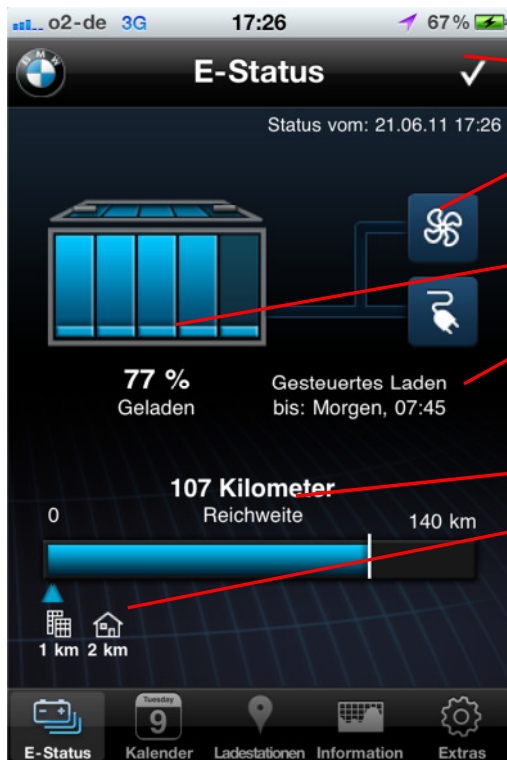 o2-de 3G 17:26 67%
BMW
E-Status
Status vom: 21.06.11 17:26
77 %
Geladen
Gesteuertes Laden
bis: Morgen, 07:45
107 Kilometer
0 Reichweite 140 km
1 km 2 km
Tuesday
9
E-Status Kalender Ladestationen Information Extras